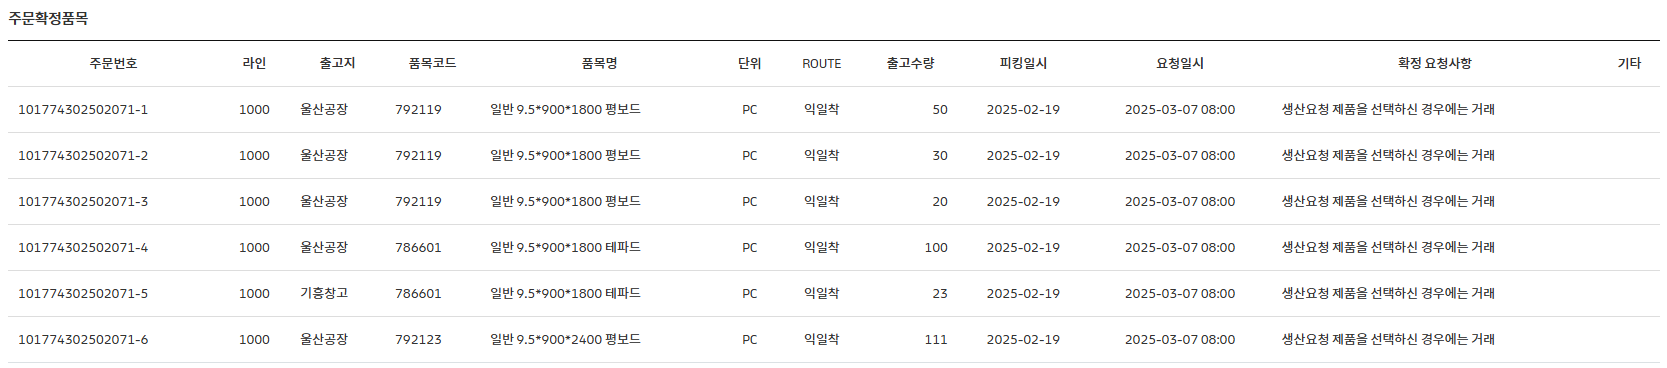 주문확정품목
주문번호 라인 출고지 품목코드 품목명 단위 ROUTE 출고수량 피킹일시 요청일시 확정 요청사항 기타
101774302502071-1 1000 울산공장 792119 일반 9.5*900*1800 평보드 PC 익일착 50 2025-02-19 2025-03-07 08:00 생산요청 제품을 선택하신 경우에는 거래
101774302502071-2 1000 울산공장 792119 일반 9.5*900*1800 평보드 PC 익일착 30 2025-02-19 2025-03-07 08:00 생산요청 제품을 선택하신 경우에는 거래
101774302502071-3 1000 울산공장 792119 일반 9.5*900*1800 평보드 PC 익일착 20 2025-02-19 2025-03-07 08:00 생산요청 제품을 선택하신 경우에는 거래
101774302502071-4 1000 울산공장 786601 일반 9.5*900*1800 테파드 PC 익일착 100 2025-02-19 2025-03-07 08:00 생산요청 제품을 선택하신 경우에는 거래
101774302502071-5 1000 기흥창고 786601 일반 9.5*900*1800 테파드 PC 익일착 23 2025-02-19 2025-03-07 08:00 생산요청 제품을 선택하신 경우에는 거래
101774302502071-6 1000 울산공장 792123 일반 9.5*900*2400 평보드 PC 익일착 111 2025-02-19 2025-03-07 08:00 생산요청 제품을 선택하신 경우에는 거래